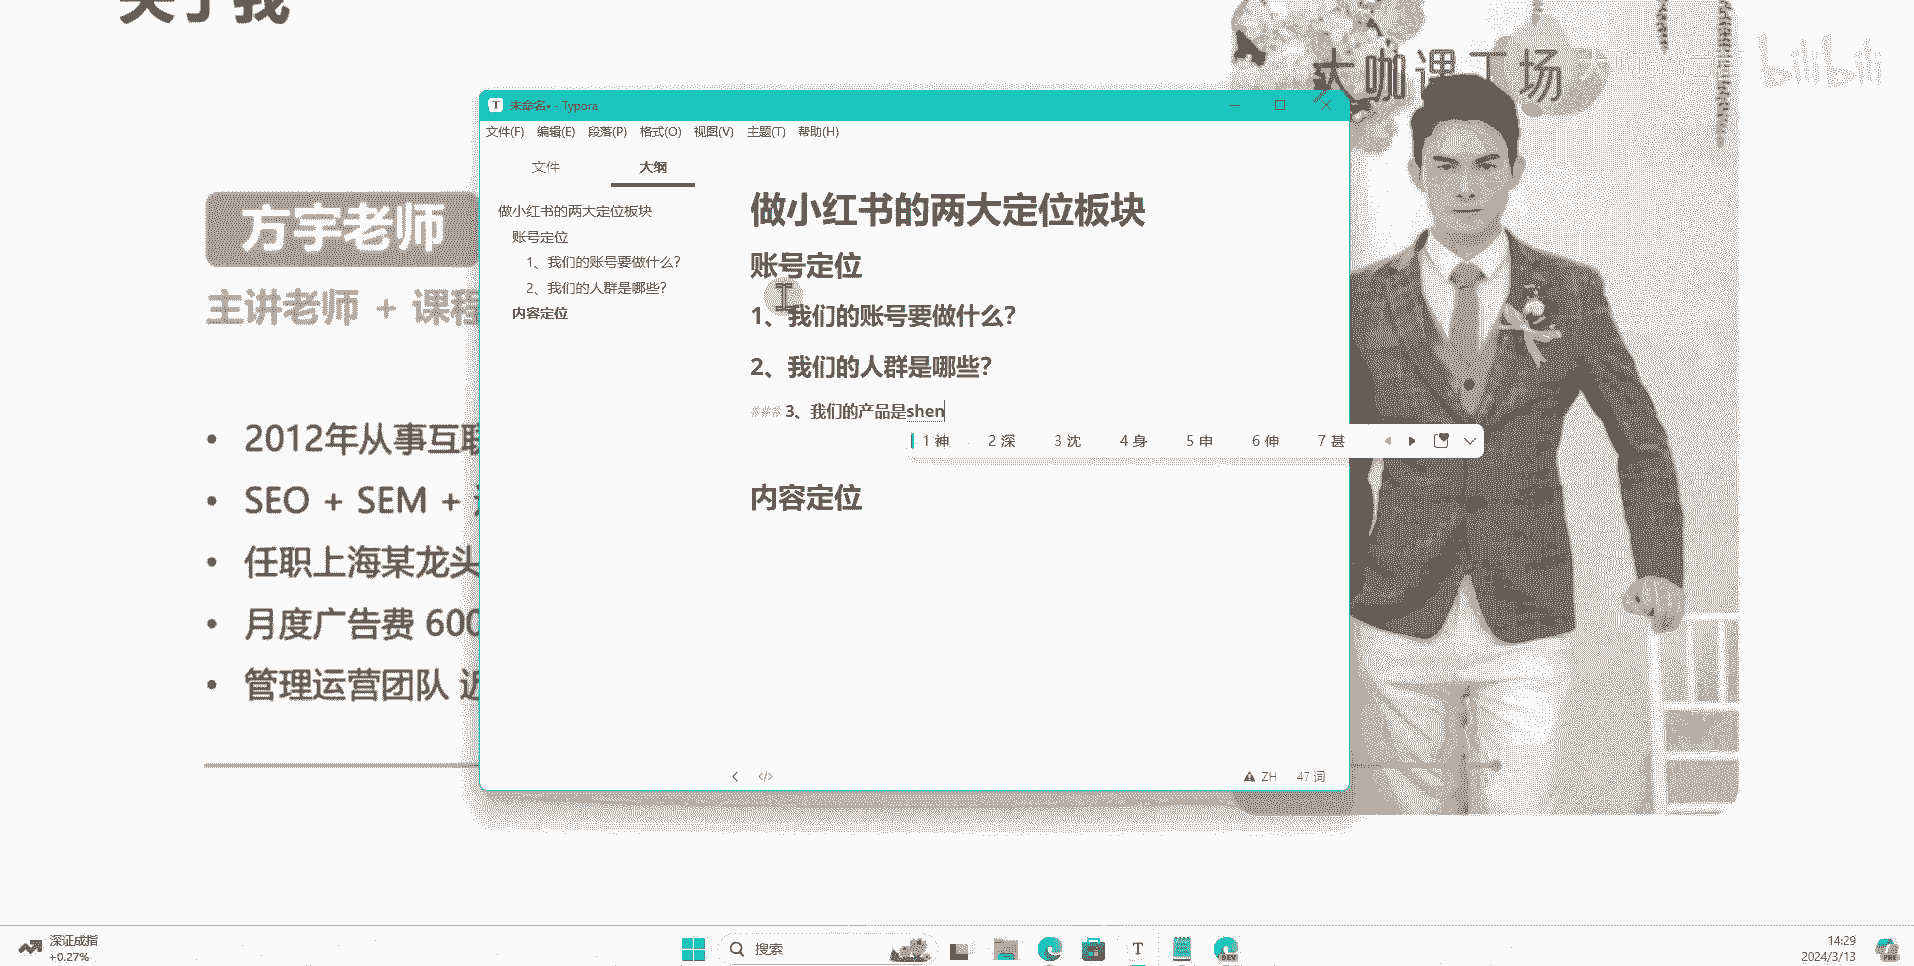 关于我
大咖课工场
bilibili
方宇老师
主讲老师 + 课程
2012年从事互联
SEO + SEM +
任职上海某龙头
月度广告费 600
管理运营团队 近
未命名• - Typora
文件(F) 编辑(E) 段落(P) 格式(O) 视图(V) 主题(T) 帮助(H)
文件 大纲
做小红书的两大定位板块
账号定位
1、我们的账号要做什么?
2、我们的人群是哪些?
内容定位
做小红书的两大定位板块
账号定位
1、我们的账号要做什么?
2、我们的人群是哪些?
### 3、我们的产品是shen
1 神 2 深 3 沈 4 身 5 申 6 伸 7 甚
内容定位
</> ZH 47 词
深证成指
+0.27%
搜索
T
DEV
14:29
2024/3/13
PRE